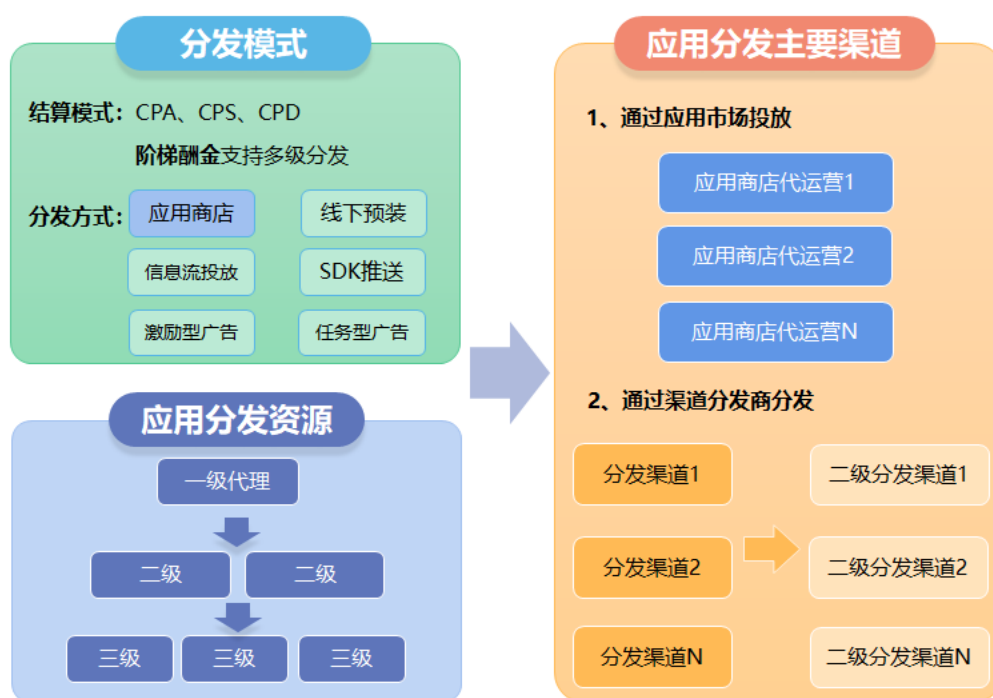 分发模式
结算模式：CPA、CPS、CPD
阶梯酬金支持多级分发
分发方式：
应用商店
线下预装
信息流投放
SDK推送
激励型广告
任务型广告
应用分发资源
一级代理
二级
二级
三级
三级
三级
应用分发主要渠道
1、通过应用市场投放
应用商店代运营1
应用商店代运营2
应用商店代运营N
2、通过渠道分发商分发
分发渠道1
二级分发渠道1
分发渠道2
二级分发渠道2
分发渠道N
二级分发渠道N